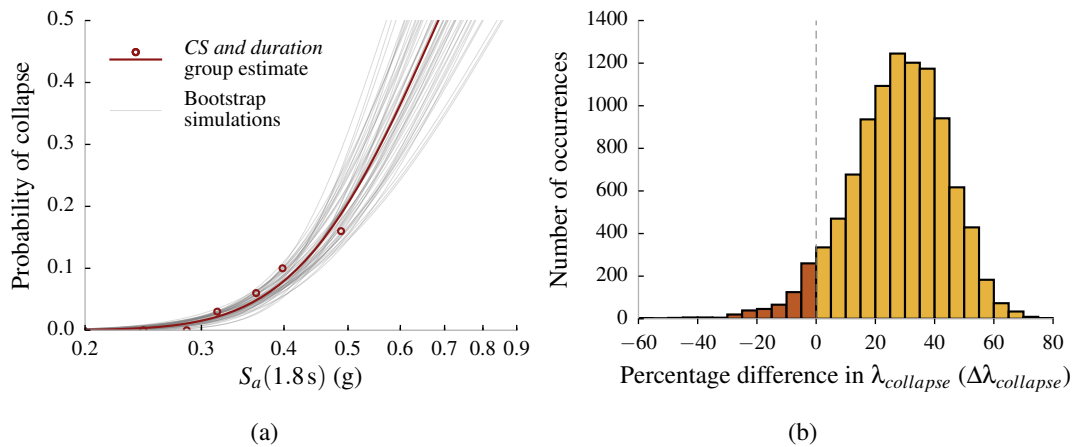 0.5
0.4
0.3
0.2
0.1
0.0
Probability of collapse
CS and duration
group estimate
Bootstrap
simulations
0.2 0.3 0.4 0.5 0.6 0.7 0.8 0.9
Sa(1.8 s) (g)
(a)
1400
1200
1000
800
600
400
200
0
Number of occurrences
−60 −40 −20 0 20 40 60 80
Percentage difference in λcollapse (Δλcollapse)
(b)